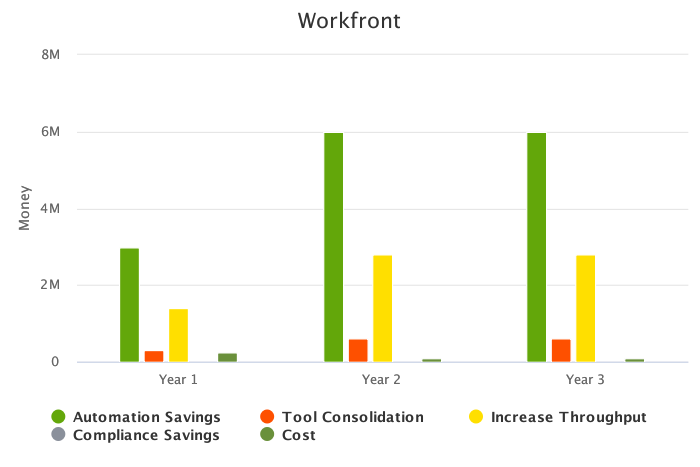 Workfront
8M
6M
4M
2M
0
Money
Year 1 Year 2 Year 3
Automation Savings Tool Consolidation Increase Throughput
Compliance Savings Cost